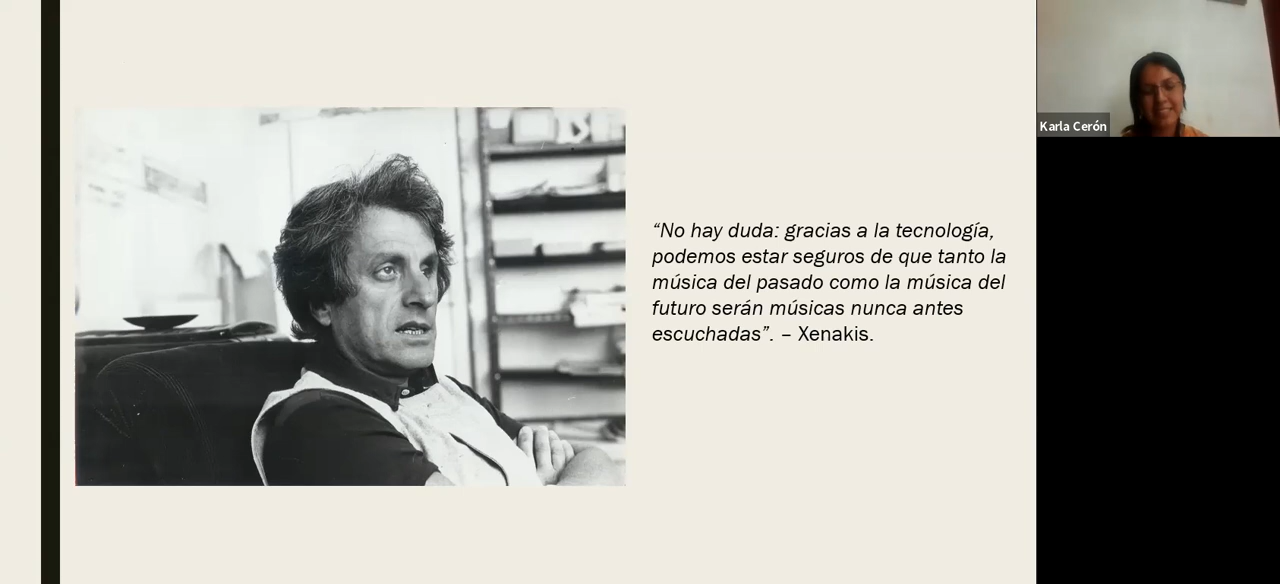 “No hay duda: gracias a la tecnología,
podemos estar seguros de que tanto la
música del pasado como la música del
futuro serán músicas nunca antes
escuchadas”. – Xenakis.
Karla Cerón